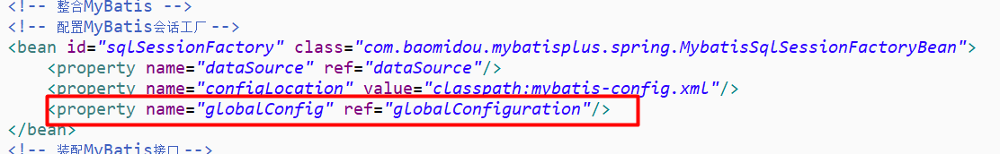 <!-- 整合MyBatis -->
<!-- 配置MyBatis会话工厂-->
<bean id="sqlSessionFactory" class="com.baomidou.mybatisplus.spring.MybatisSqlSessionFactoryBean">
<property name="dataSource" ref="dataSource"/>
<property name="configLocation" value="classpath:mybatis-config.xml"/>
<property name="globalConfig" ref="globalConfiguration"/>
</bean>
<!-- 装配MyBatis接口-->